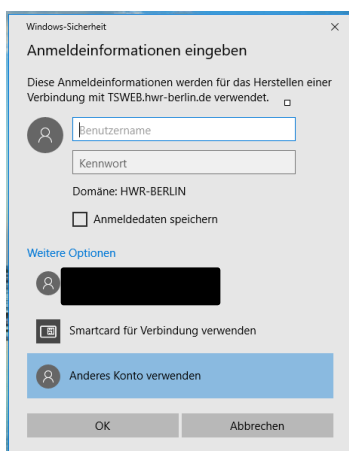 Windows-Sicherheit
Anmeldeinformationen eingeben
Diese Anmeldeinformationen werden für das Herstellen einer
Verbindung mit TSWEB.hwr-berlin.de verwendet.
Benutzername
Kennwort
Domäne: HWR-BERLIN
Anmeldedaten speichern
Weitere Optionen
Smartcard für Verbindung verwenden
Anderes Konto verwenden
OK
Abbrechen